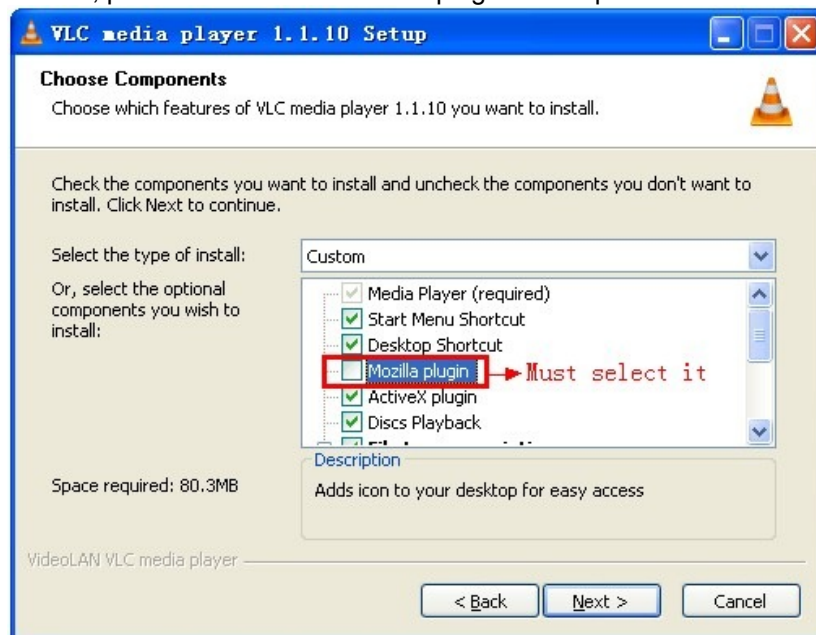 VLC media player 1.1.10 Setup
Choose Components
Choose which features of VLC media player 1.1.10 you want to install.
Check the components you want to install and uncheck the components you don't want to
install. Click Next to continue.
Select the type of install:
Custom
Or, select the optional
components you wish to
install:
Media Player (required)
Start Menu Shortcut
Desktop Shortcut
Mozilla plugin
Must select it
ActiveX plugin
Discs Playback
Description
Space required: 80.3MB
Adds icon to your desktop for easy access
VideoLAN VLC media player
< Back
Next >
Cancel